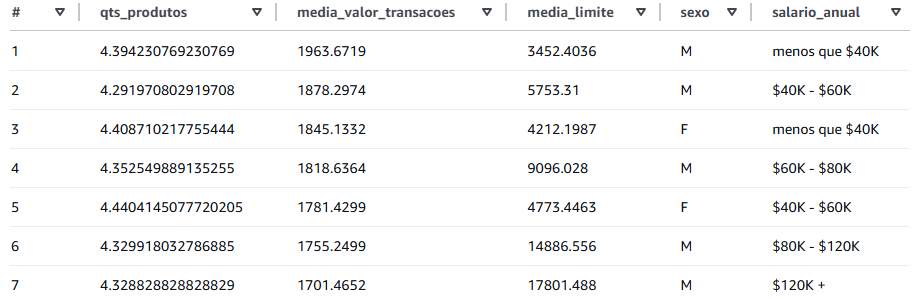 # qts_produtos media_valor_transacoes media_limite sexo salario_anual
1 4.394230769230769 1963.6719 3452.4036 M menos que $40K
2 4.291970802919708 1878.2974 5753.31 M $40K - $60K
3 4.408710217755444 1845.1332 4212.1987 F menos que $40K
4 4.352549889135255 1818.6364 9096.028 M $60K - $80K
5 4.4404145077720205 1781.4299 4773.4463 F $40K - $60K
6 4.329918032786885 1755.2499 14886.556 M $80K - $120K
7 4.328828828828829 1701.4652 17801.488 M $120K +